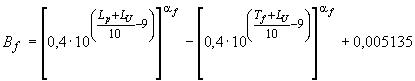 B_f = [0,4·10^((L_p+L_U)/10 −9)]^α_f − [0,4·10^((T_f+L_U)/10 −9)]^α_f + 0,005135